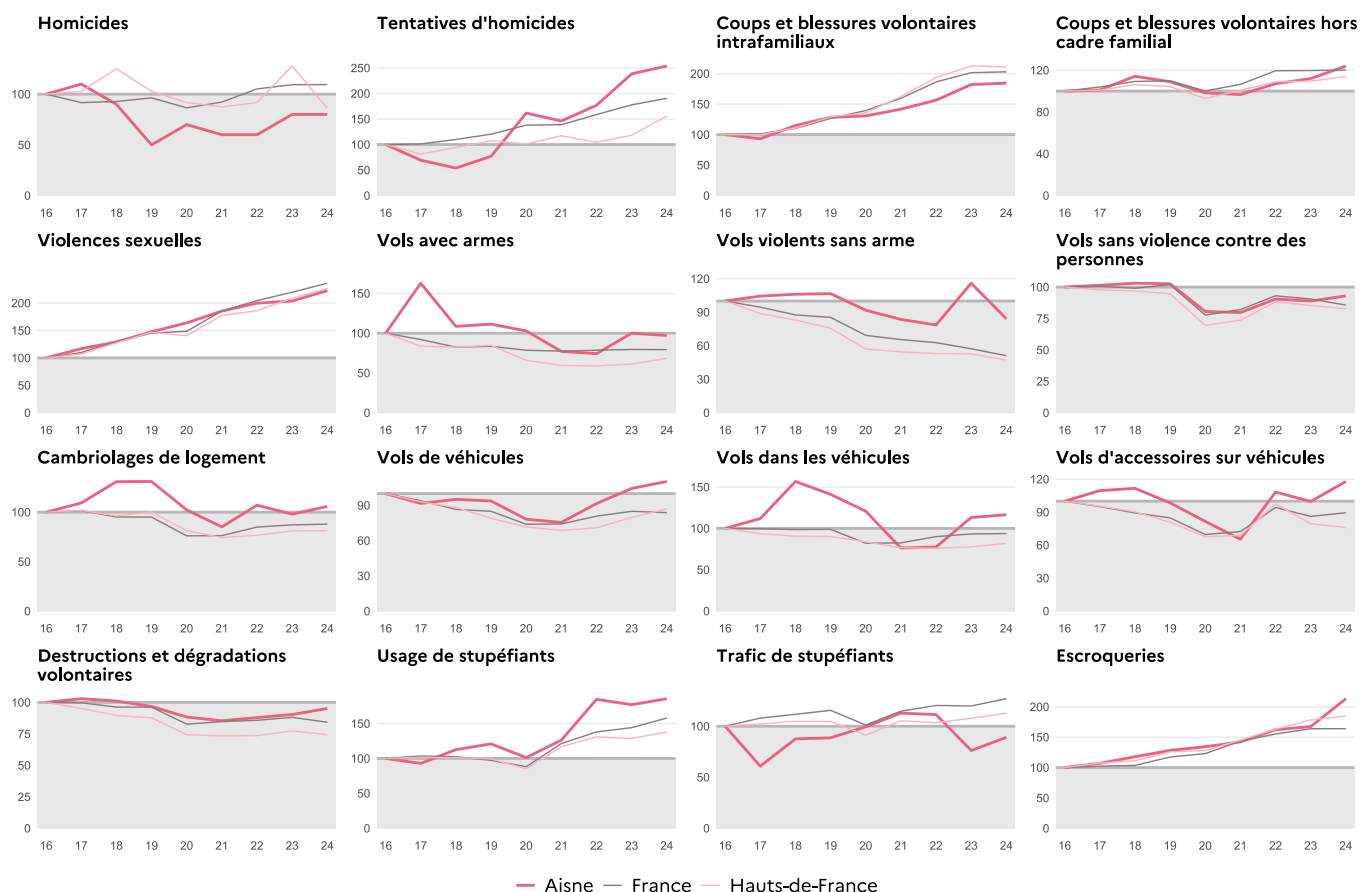 Homicides
100
50
0
16 17 18 19 20 21 22 23 24
Tentatives d'homicides
250
200
150
100
50
0
16 17 18 19 20 21 22 23 24
Coups et blessures volontaires
intrafamiliaux
200
150
100
50
0
16 17 18 19 20 21 22 23 24
Coups et blessures volontaires hors
cadre familial
120
100
80
40
0
16 17 18 19 20 21 22 23 24
Violences sexuelles
200
150
100
50
0
16 17 18 19 20 21 22 23 24
Vols avec armes
150
100
50
0
16 17 18 19 20 21 22 23 24
Vols violents sans arme
120
90
60
30
0
16 17 18 19 20 21 22 23 24
Vols sans violence contre des
personnes
100
75
50
25
0
16 17 18 19 20 21 22 23 24
Cambriolages de logement
100
50
0
16 17 18 19 20 21 22 23 24
Vols de véhicules
90
60
30
0
16 17 18 19 20 21 22 23 24
Vols dans les véhicules
150
100
50
0
16 17 18 19 20 21 22 23 24
Vols d'accessoires sur véhicules
120
90
60
30
0
16 17 18 19 20 21 22 23 24
Destructions et dégradations
volontaires
100
75
50
25
0
16 17 18 19 20 21 22 23 24
Usage de stupéfiants
150
100
50
0
16 17 18 19 20 21 22 23 24
Trafic de stupéfiants
100
50
0
16 17 18 19 20 21 22 23 24
Escroqueries
200
150
100
50
0
16 17 18 19 20 21 22 23 24
Aisne France Hauts-de-France